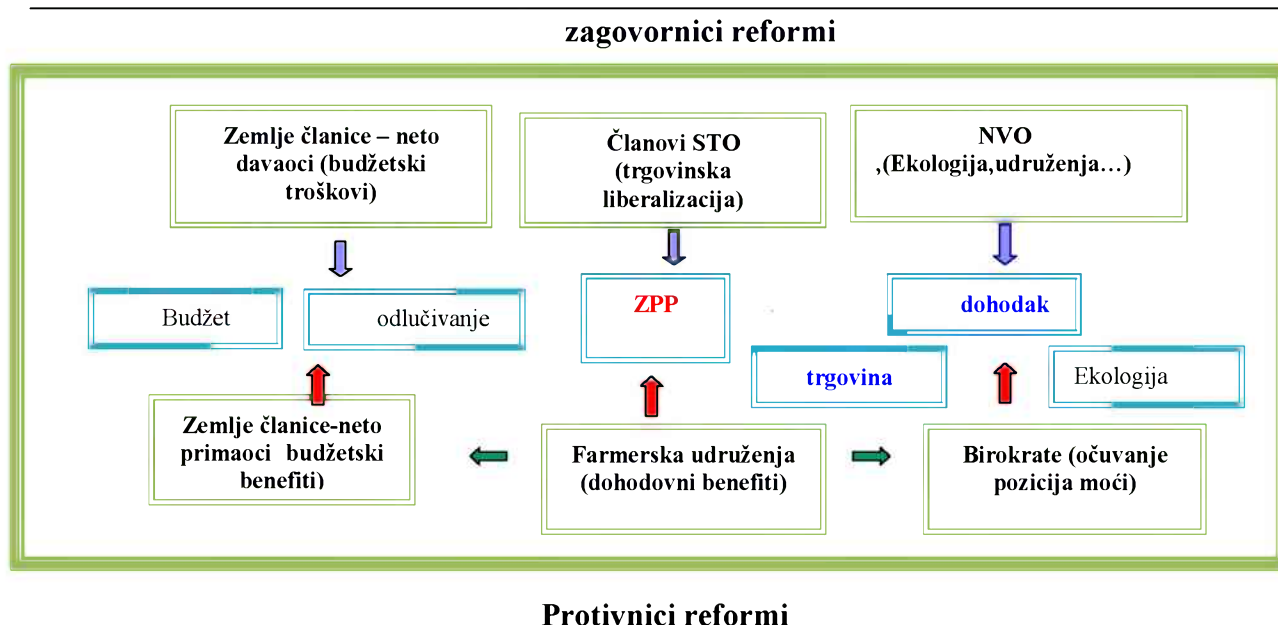 zagovornici reformi
Zemlje članice – neto
davaoci (budžetski
troškovi)
Članovi STO
(trgovinska
liberalizacija)
NVO
,(Ekologija,udruženja…)
Budžet
odlučivanje
ZPP
dohodak
trgovina
Ekologija
Zemlje članice-neto
primaoci budžetski
benefiti)
Farmerska udruženja
(dohodovni benefiti)
Birokrate (očuvanje
pozicija moći)
Protivnici reformi